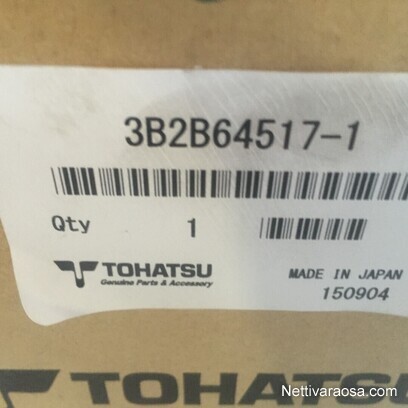 3B2B64517-1
Qty 1
TOHATSU MADE IN JAPAN
Genuine Parts & Accessory
150904
TOHATSU
Nettivaraosa.com